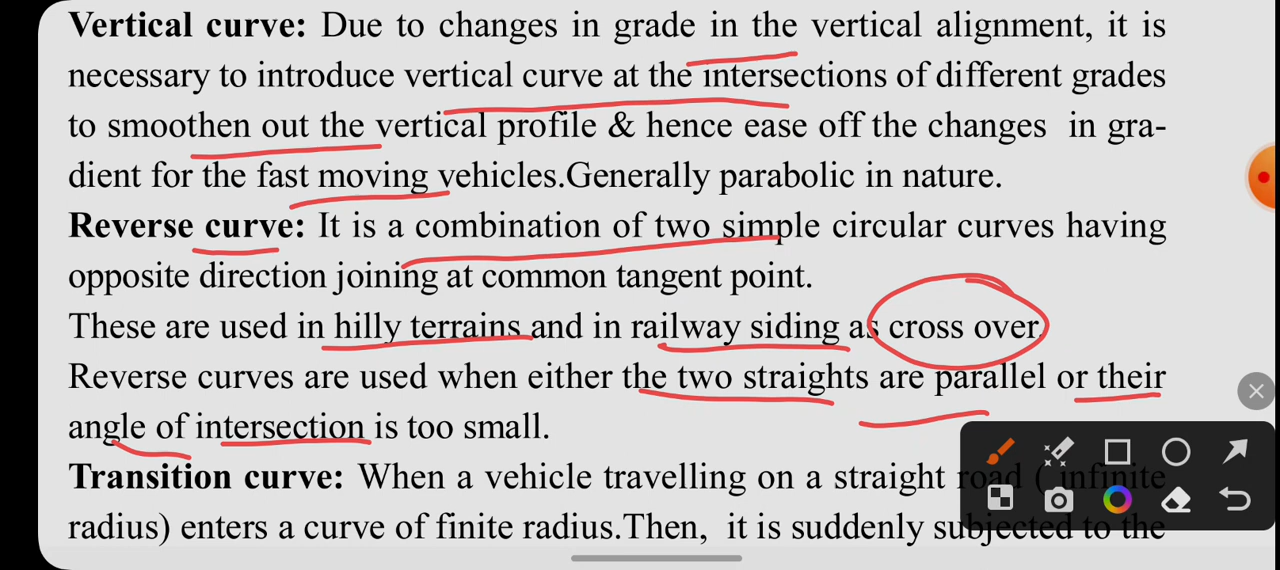 Vertical curve: Due to changes in grade in the vertical alignment, it is
necessary to introduce vertical curve at the intersections of different grades
to smoothen out the vertical profile & hence ease off the changes in gra-
dient for the fast moving vehicles.Generally parabolic in nature.
Reverse curve: It is a combination of two simple circular curves having
opposite direction joining at common tangent point.
These are used in hilly terrains and in railway siding as cross over.
Reverse curves are used when either the two straights are parallel or their
angle of intersection is too small.
Transition curve: When a vehicle travelling on a straight road ( infinite
radius) enters a curve of finite radius.Then, it is suddenly subjected to the